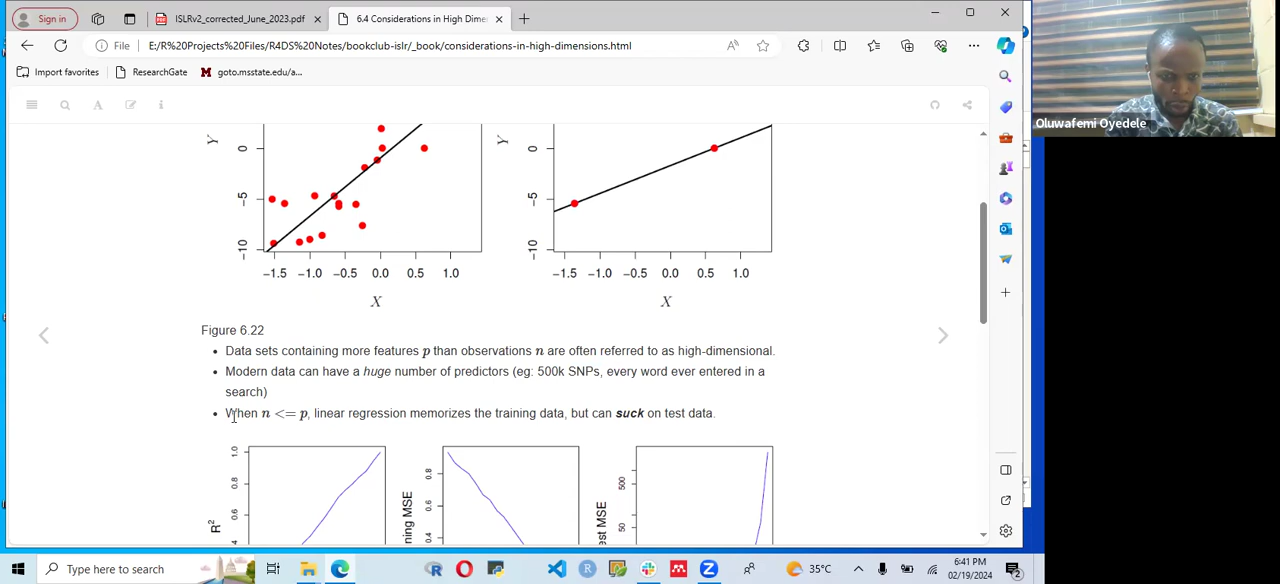 Sign in
ISLRv2_corrected_June_2023.pdf
6.4 Considerations in High Dimen
File
E:/R%20Projects%20Files/R4DS%20Notes/bookclub-islr/_book/considerations-in-high-dimensions.html
Import favorites
ResearchGate
goto.msstate.edu/a...
Oluwafemi Oyedele
Y
0
-5
-10
-1.5 -1.0 -0.5 0.0 0.5 1.0
X
Y
0
-5
-10
-1.5 -1.0 -0.5 0.0 0.5 1.0
X
Figure 6.22
• Data sets containing more features p than observations n are often referred to as high-dimensional.
• Modern data can have a huge number of predictors (eg: 500k SNPs, every word ever entered in a
search)
• When n <= p, linear regression memorizes the training data, but can suck on test data.
R²
1.0
0.8
0.6
0.8
0.6
0.4
ning MSE
500
50
est MSE
Type here to search
35°C
6:41 PM
02/19/2024
2